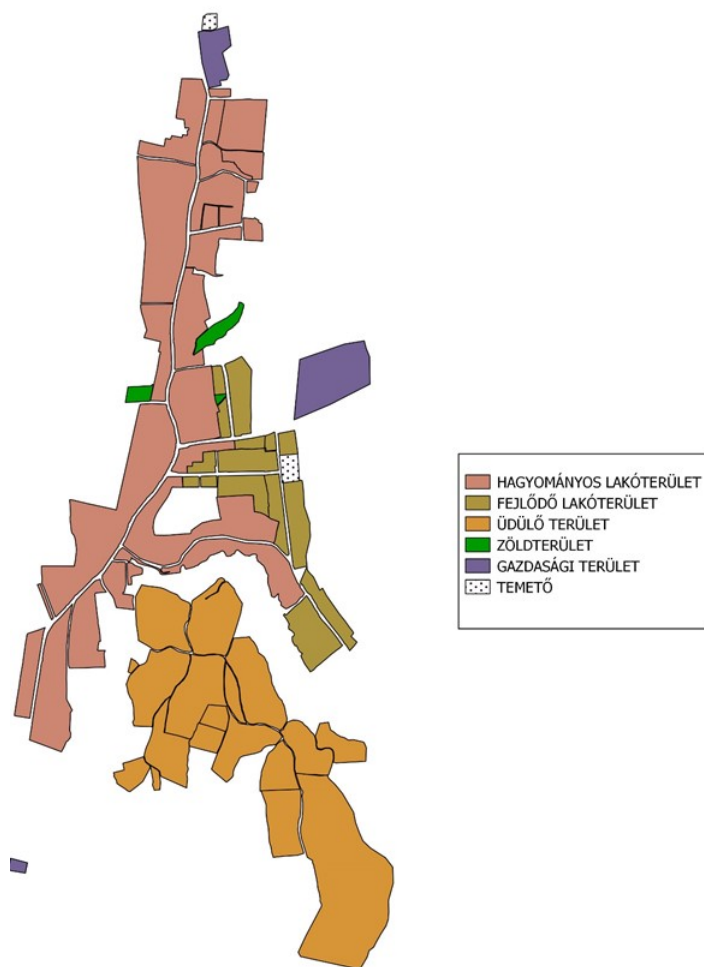 HAGYOMÁNYOS LAKÓTERÜLET
FEJLŐDŐ LAKÓTERÜLET
ÜDÜLŐ TERÜLET
ZÖLDTERÜLET
GAZDASÁGI TERÜLET
TEMETŐ